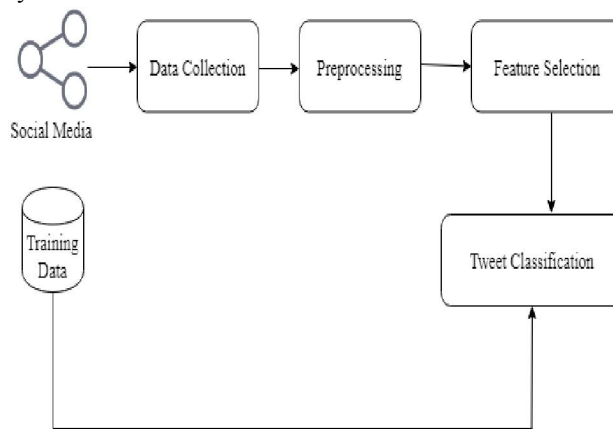 Data Collection
Preprocessing
Feature Selection
Social Media
Training
Data
Tweet Classification